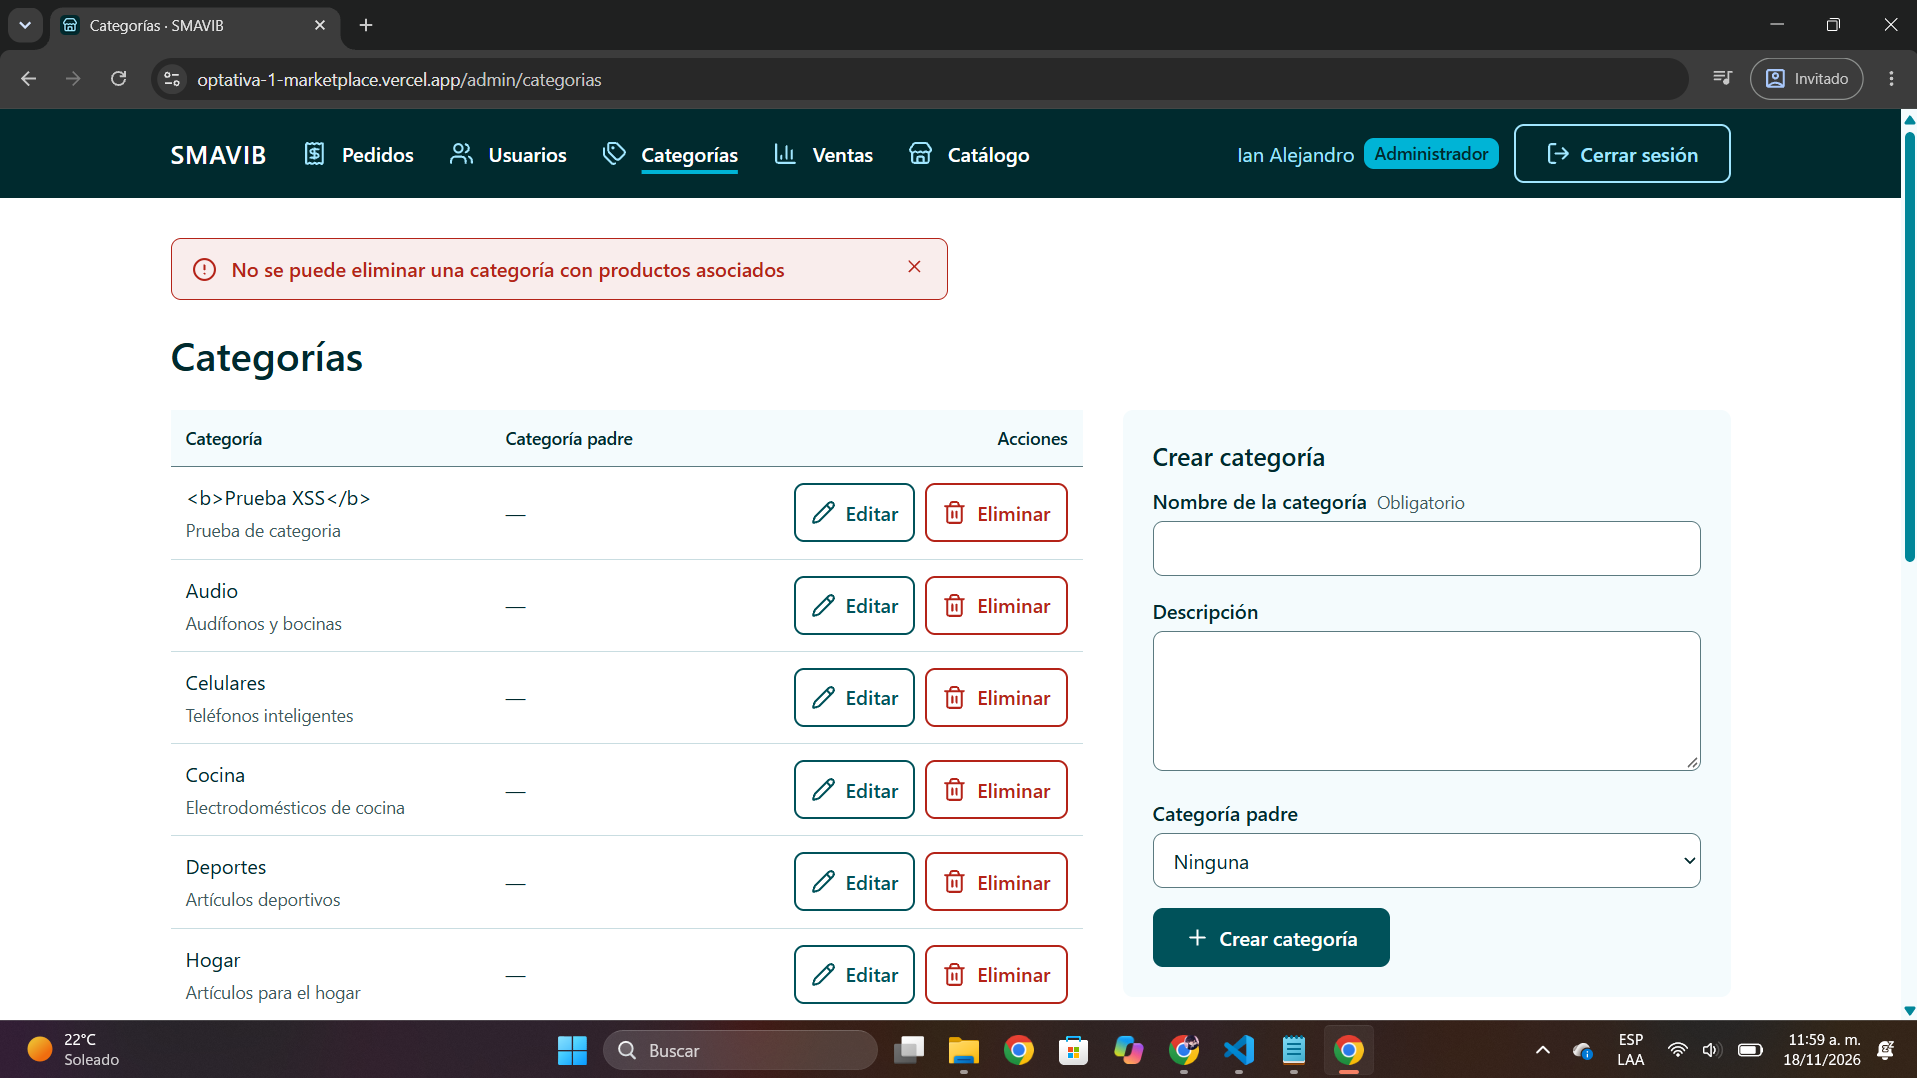 Categorías · SMAVIB
optativa-1-marketplace.vercel.app/admin/categorias
Invitado
SMAVIB
Pedidos
Usuarios
Categorías
Ventas
Catálogo
Ian Alejandro
Administrador
Cerrar sesión
No se puede eliminar una categoría con productos asociados
Categorías
Categoría Categoría padre Acciones
<b>Prueba XSS</b>
Prueba de categoria
—
Editar
Eliminar
Audio
Audífonos y bocinas
—
Editar
Eliminar
Celulares
Teléfonos inteligentes
—
Editar
Eliminar
Cocina
Electrodomésticos de cocina
—
Editar
Eliminar
Deportes
Artículos deportivos
—
Editar
Eliminar
Hogar
Artículos para el hogar
—
Editar
Eliminar
Crear categoría
Nombre de la categoría Obligatorio
Descripción
Categoría padre
Ninguna
+ Crear categoría
22°C
Soleado
Buscar
ESP
LAA
11:59 a. m.
18/11/2026